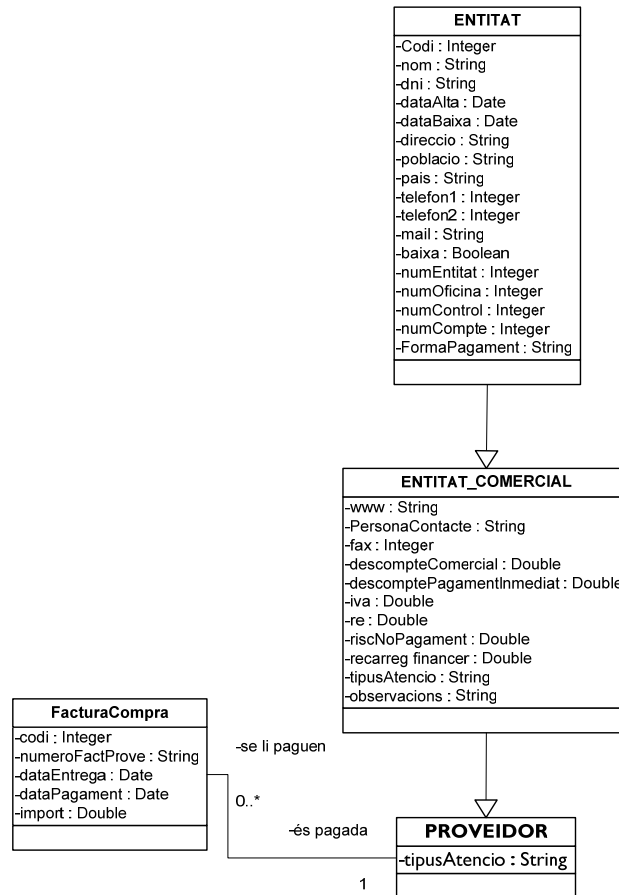 ENTITAT
-Codi : Integer
-nom : String
-dni : String
-dataAlta : Date
-dataBaixa : Date
-direccio : String
-poblacio : String
-pais : String
-telefon1 : Integer
-telefon2 : Integer
-mail : String
-baixa : Boolean
-numEntitat : Integer
-numOficina : Integer
-numControl : Integer
-numCompte : Integer
-FormaPagament : String
ENTITAT_COMERCIAL
-www : String
-PersonaContacte : String
-fax : Integer
-descompteComercial : Double
-descomptePagamentInmediat : Double
-iva : Double
-re : Double
-riscNoPagament : Double
-recarreg financer : Double
-tipusAtencio : String
-observacions : String
FacturaCompra
-codi : Integer
-numeroFactProve : String
-dataEntrega : Date
-dataPagament : Date
-import : Double
-se li paguen
0..*
-és pagada
1
PROVEIDOR
-tipusAtencio : String